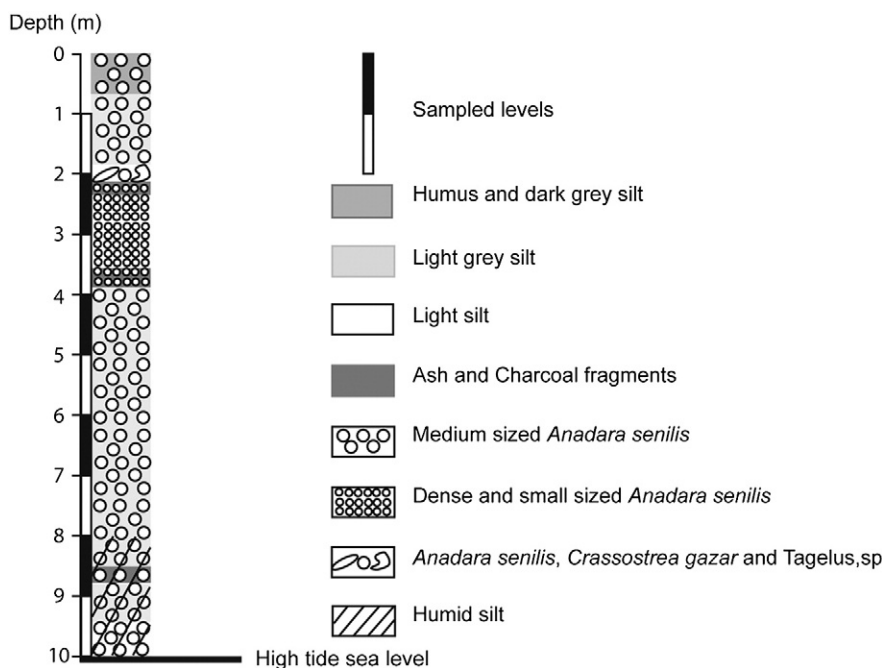 Depth (m)
0
1
2
3
4
5
6
7
8
9
10
Sampled levels
Humus and dark grey silt
Light grey silt
Light silt
Ash and Charcoal fragments
Medium sized Anadara senilis
Dense and small sized Anadara senilis
Anadara senilis, Crassostrea gazar and Tagelus,sp
Humid silt
High tide sea level